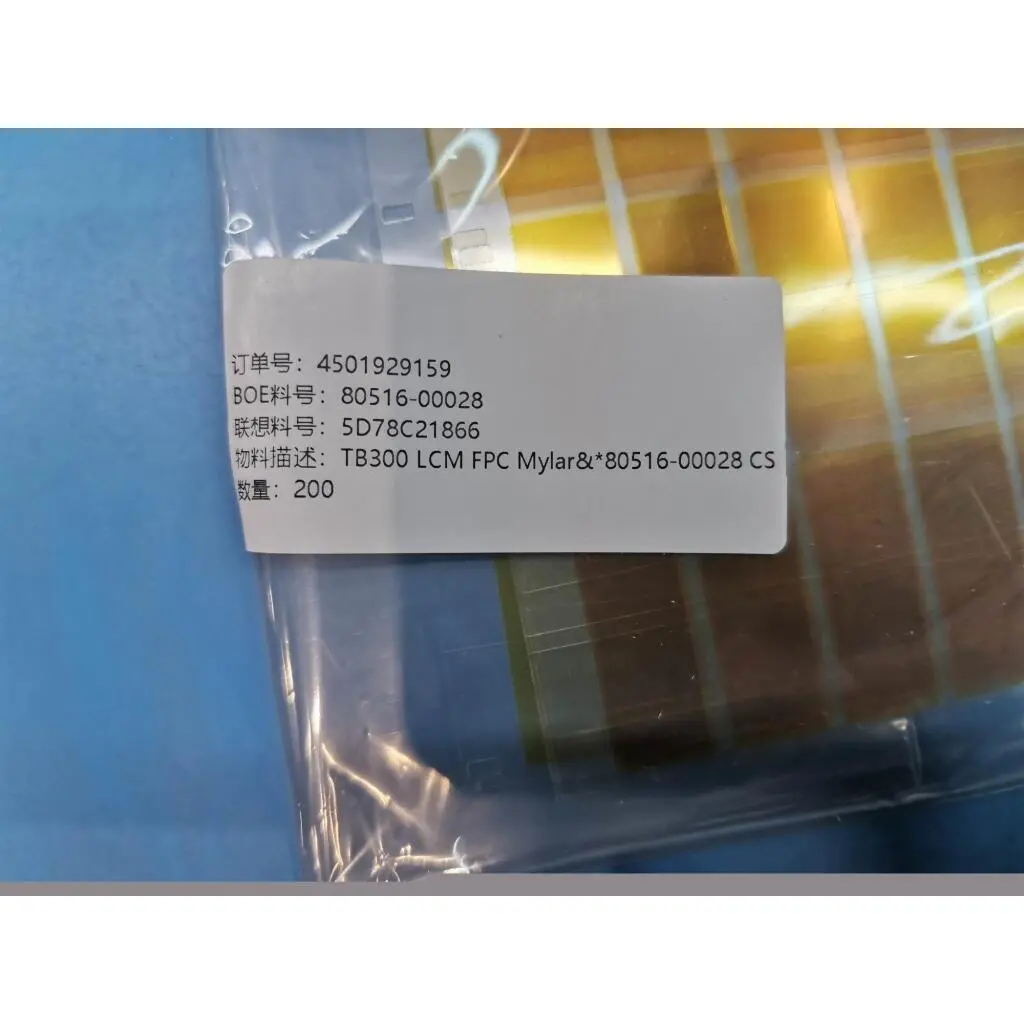 订单号：4501929159
BOE料号：80516-00028
联想料号：5D78C21866
物料描述：TB300 LCM FPC Mylar&*80516-00028 CS
数量：200